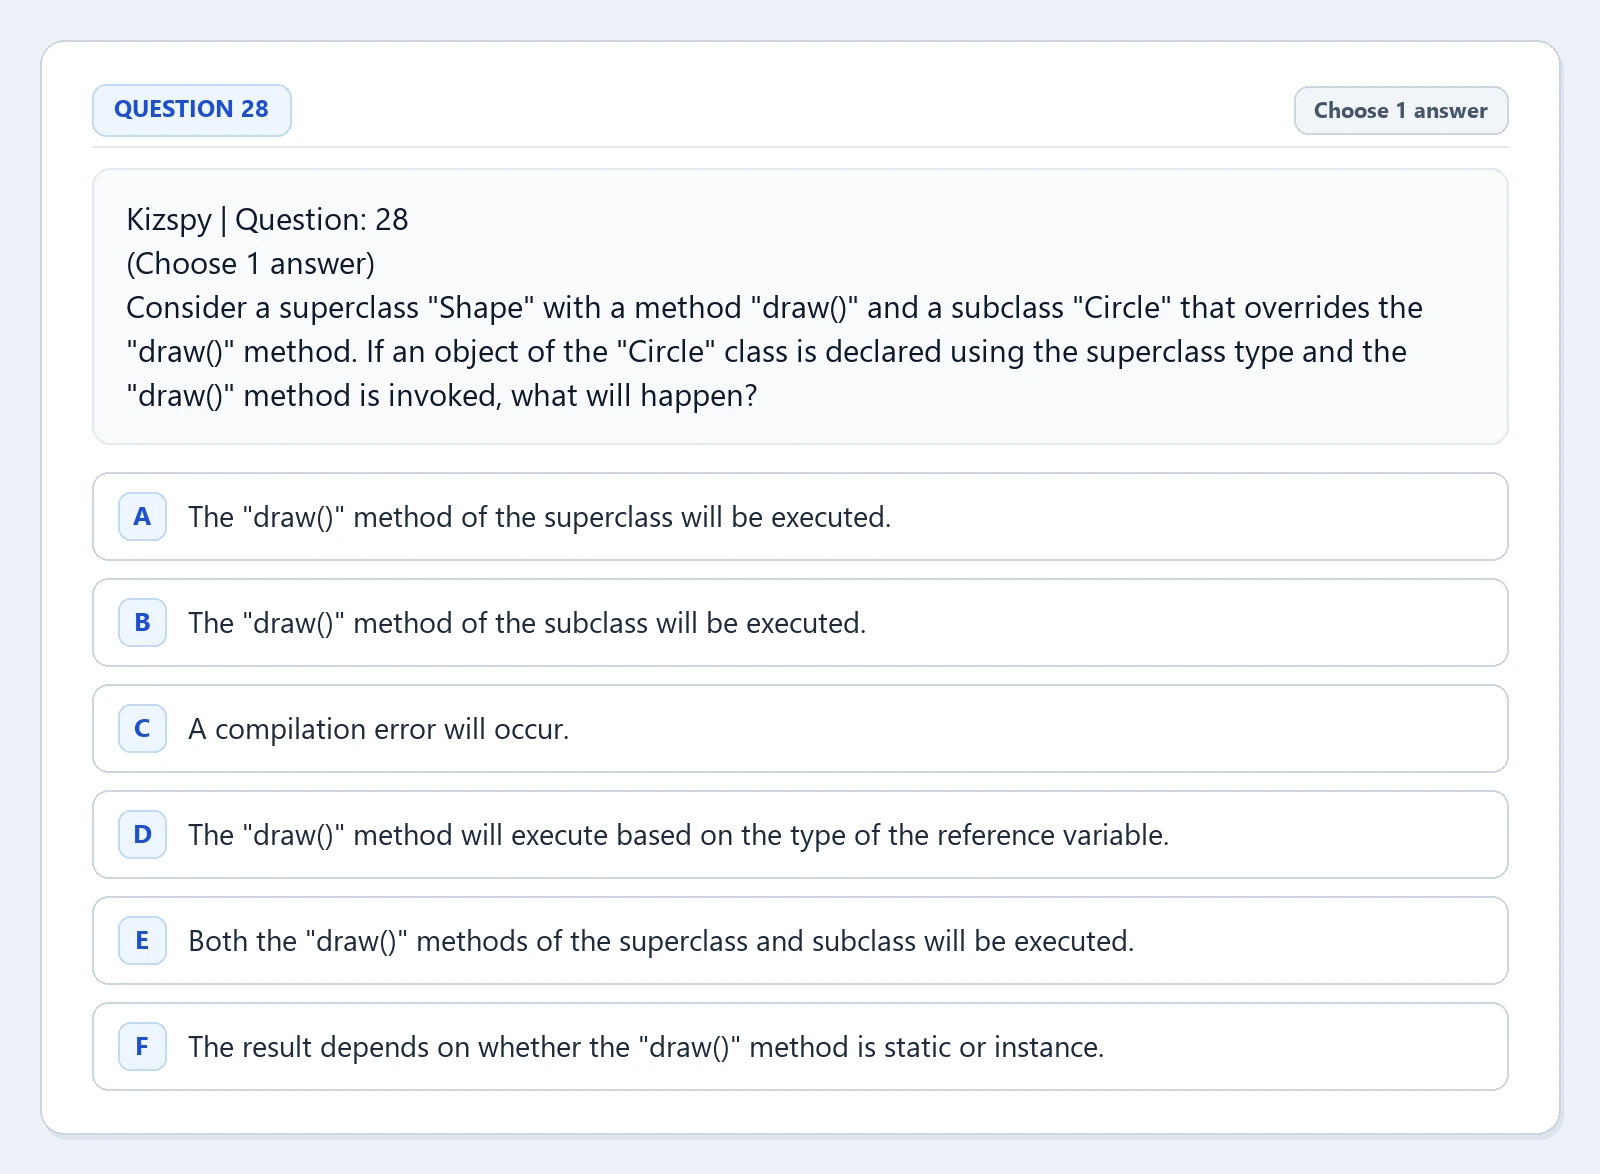 QUESTION 28
Choose 1 answer
Kizspy | Question: 28
(Choose 1 answer)
Consider a superclass "Shape" with a method "draw()" and a subclass "Circle" that overrides the
"draw()" method. If an object of the "Circle" class is declared using the superclass type and the
"draw()" method is invoked, what will happen?
A The "draw()" method of the superclass will be executed.
B The "draw()" method of the subclass will be executed.
C A compilation error will occur.
D The "draw()" method will execute based on the type of the reference variable.
E Both the "draw()" methods of the superclass and subclass will be executed.
F The result depends on whether the "draw()" method is static or instance.